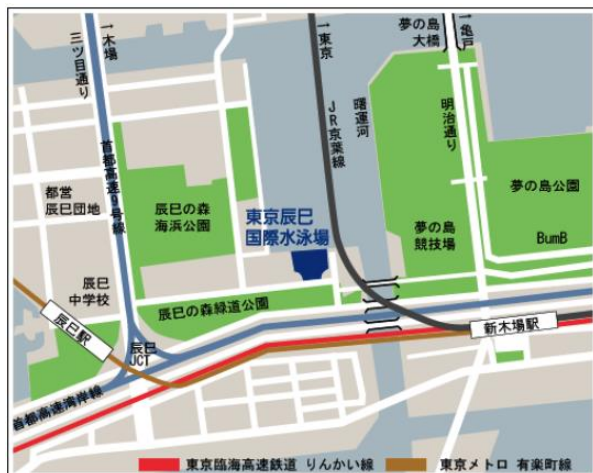 →木場
三ツ目通り
首都高速9号線
→東京
JR京葉線
曙運河
夢の島
大橋
→亀戸
明治通り
都営
辰巳団地
辰巳の森
海浜公園
東京辰巳
国際水泳場
夢の島
競技場
夢の島公園
BumB
辰巳
中学校
辰巳の森緑道公園
辰巳駅
辰巳
JCT
新木場駅
首都高速湾岸線
東京臨海高速鉄道 りんかい線
東京メトロ 有楽町線